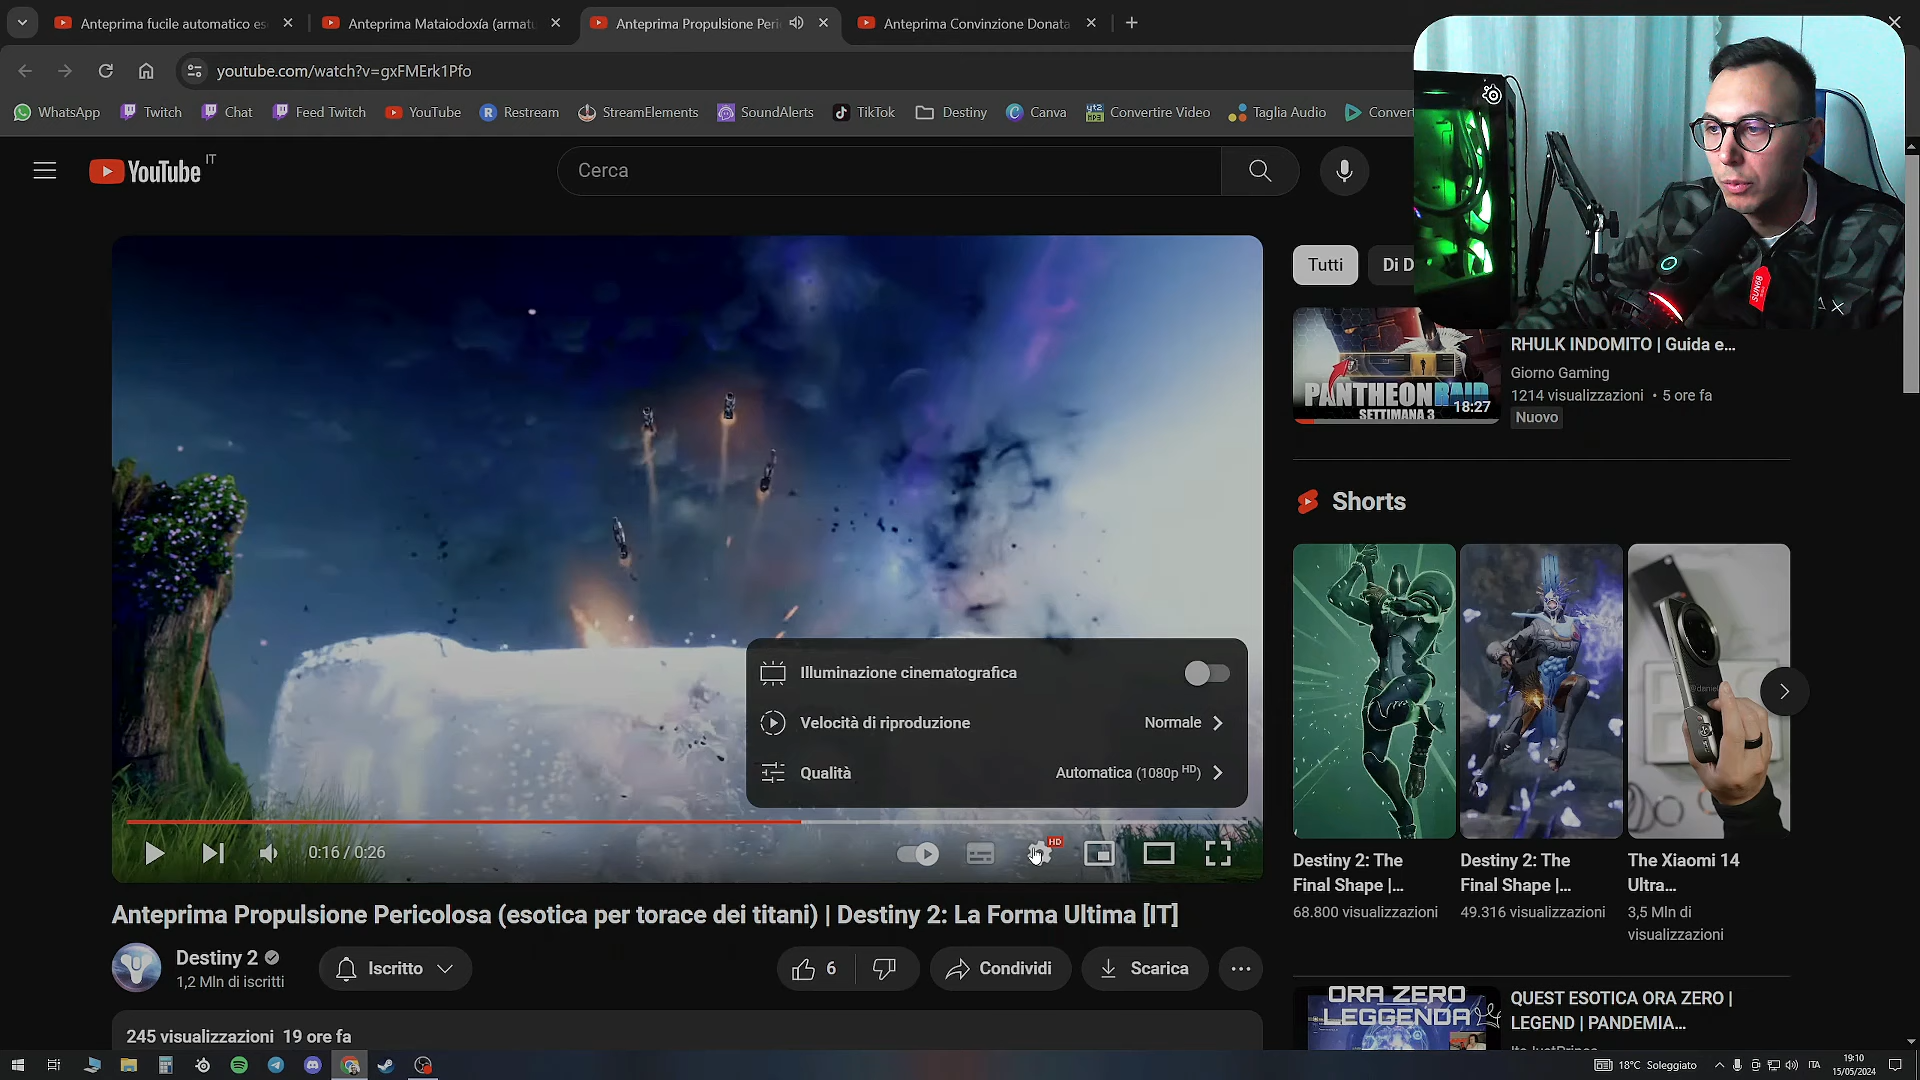 Anteprima fucile automatico es
Anteprima Mataiodoxía (armatu
Anteprima Propulsione Peri
Anteprima Convinzione Donata
youtube.com/watch?v=gxFMErk1Pfo
WhatsApp
Twitch
Chat
Feed Twitch
YouTube
Restream
StreamElements
SoundAlerts
TikTok
Destiny
Canva
Convertire Video
Taglia Audio
Convert
YouTube IT
Cerca
Tutti
Di D
SUN68
PANTHEON RAID
SETTIMANA 3
18:27
RHULK INDOMITO | Guida e...
Giorno Gaming
1214 visualizzazioni • 5 ore fa
Nuovo
Shorts
Illuminazione cinematografica
Velocità di riproduzione Normale
Qualità Automatica (1080p HD)
0:16 / 0:26
HD
Destiny 2: The
Final Shape |...
68.800 visualizzazioni
Destiny 2: The
Final Shape |...
49.316 visualizzazioni
The Xiaomi 14
Ultra...
3,5 Mln di
visualizzazioni
Anteprima Propulsione Pericolosa (esotica per torace dei titani) | Destiny 2: La Forma Ultima [IT]
Destiny 2
1,2 Mln di iscritti
Iscritto
6
Condividi
Scarica
245 visualizzazioni 19 ore fa
ORA ZERO
LEGGENDA
QUEST ESOTICA ORA ZERO |
LEGEND | PANDEMIA...
18°C Soleggiato
ITA
19:10
15/05/2024